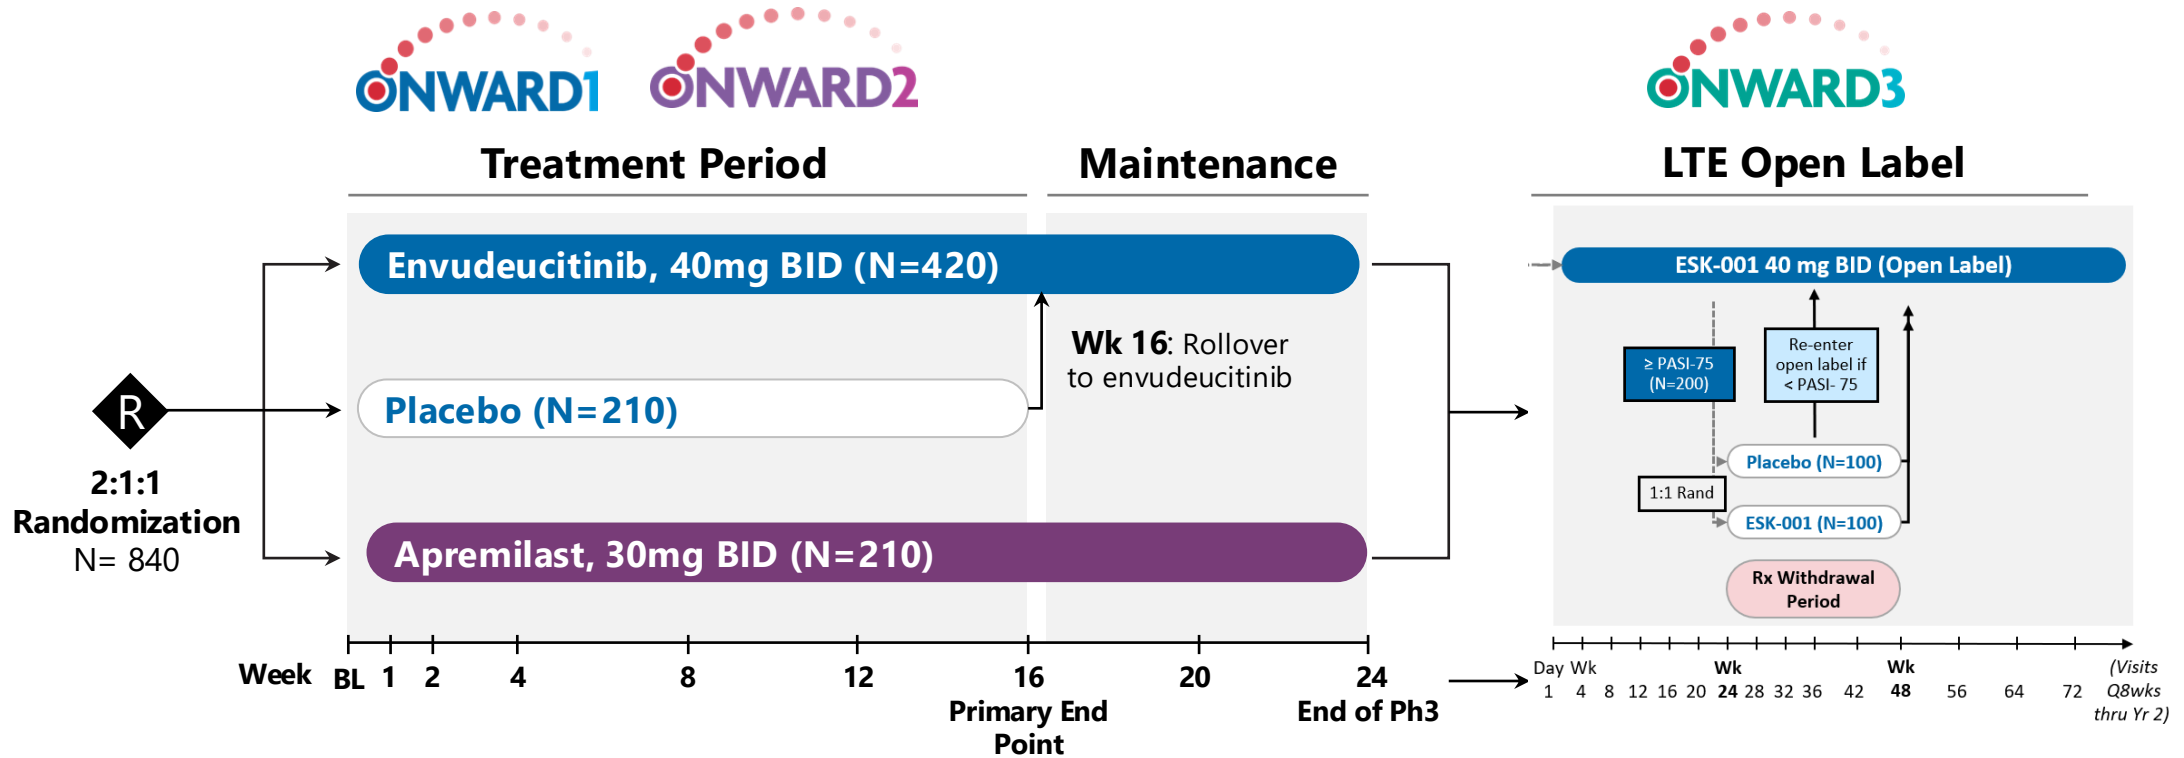 ONWARD1
ONWARD2
ONWARD3
Treatment Period
Maintenance
LTE Open Label
R
2:1:1
Randomization
N= 840
Envudeucitinib, 40mg BID (N=420)
Placebo (N=210)
Apremilast, 30mg BID (N=210)
Wk 16: Rollover
to envudeucitinib
ESK-001 40 mg BID (Open Label)
≥ PASI-75
(N=200)
Re-enter
open label if
< PASI- 75
Placebo (N=100)
1:1 Rand
ESK-001 (N=100)
Rx Withdrawal
Period
Week BL 1 2 4 8 12 16 20 24
Primary End
Point
End of Ph3
Day Wk Wk Wk
1 4 8 12 16 20 24 28 32 36 42 48 56 64 72
(Visits
Q8wks
thru Yr 2)